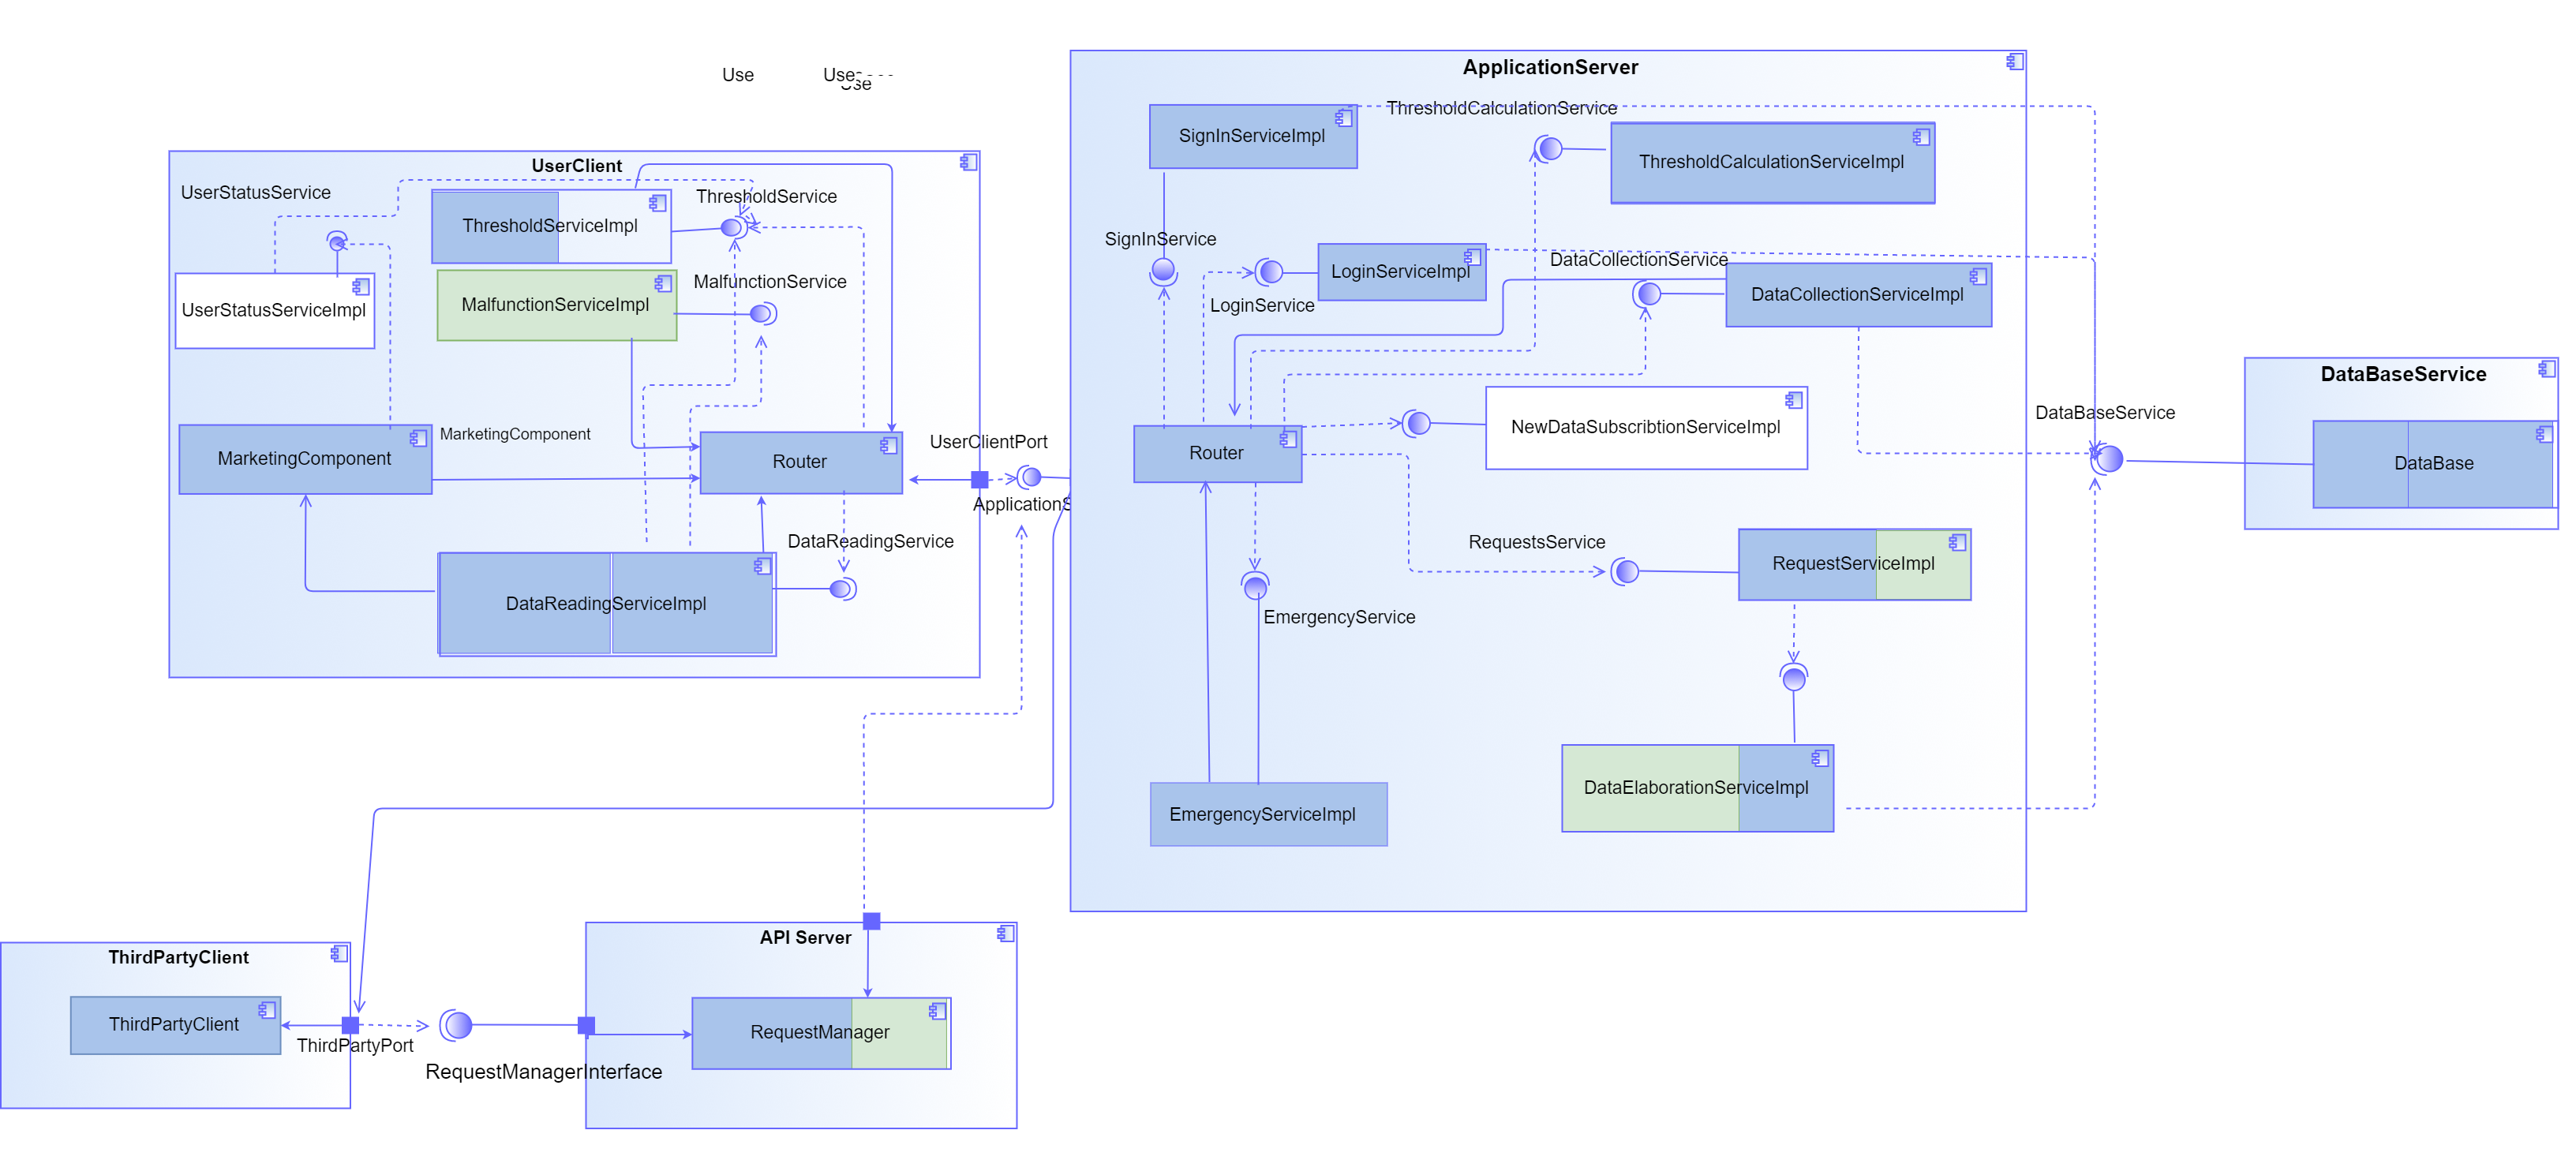 Use
Use
Use
ApplicationServer
ThresholdCalculationService
SignInServiceImpl
ThresholdCalculationServiceImpl
UserClient
UserStatusService
ThresholdService
ThresholdServiceImpl
SignInService
DataCollectionService
LoginServiceImpl
MalfunctionService
MalfunctionServiceImpl
UserStatusServiceImpl
LoginService
DataCollectionServiceImpl
DataBaseService
DataBaseService
MarketingComponent
MarketingComponent
UserClientPort
Router
Router
NewDataSubscribtionServiceImpl
DataBase
ApplicationS
DataReadingService
RequestsService
RequestServiceImpl
DataReadingServiceImpl
EmergencyService
DataElaborationServiceImpl
EmergencyServiceImpl
API Server
ThirdPartyClient
ThirdPartyClient
RequestManager
ThirdPartyPort
RequestManagerInterface